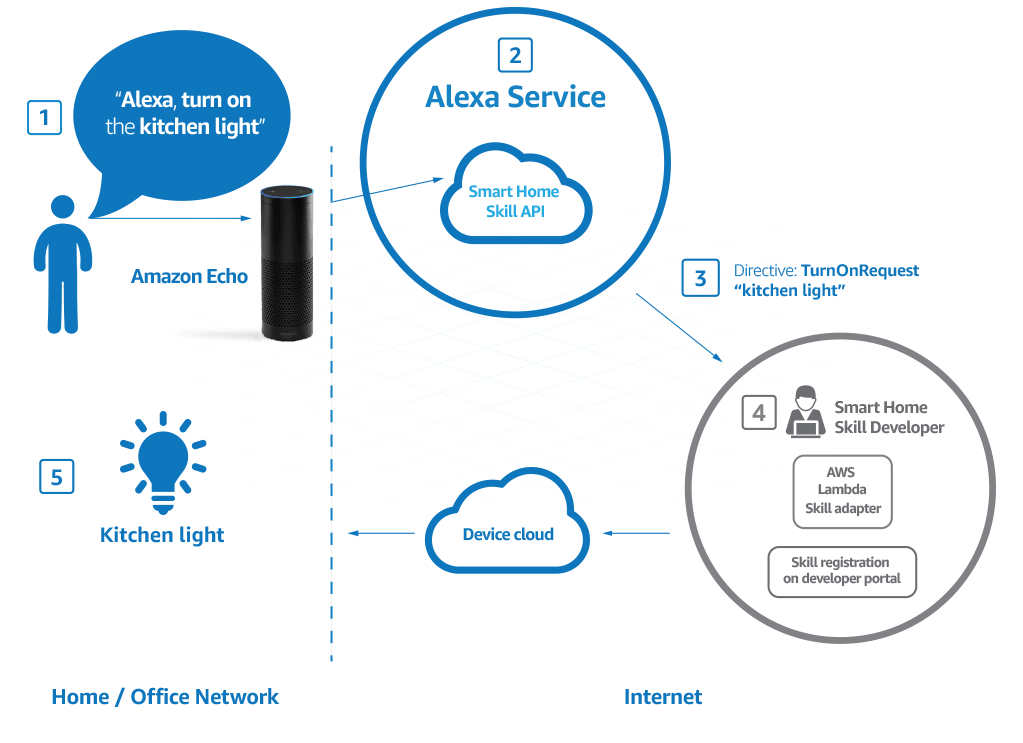 1
“Alexa, turn on
the kitchen light”
Amazon Echo
2
Alexa Service
Smart Home
Skill API
3
Directive: TurnOnRequest
“kitchen light”
4
Smart Home
Skill Developer
AWS
Lambda
Skill adapter
Skill registration
on developer portal
Device cloud
5
Kitchen light
Home / Office Network
Internet